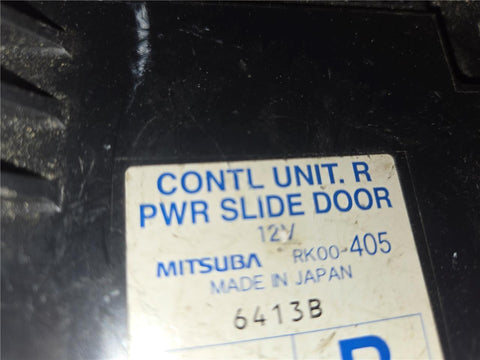 CONTL UNIT. R
PWR SLIDE DOOR
12V
MITSUBA RK00-405
MADE IN JAPAN
6413B